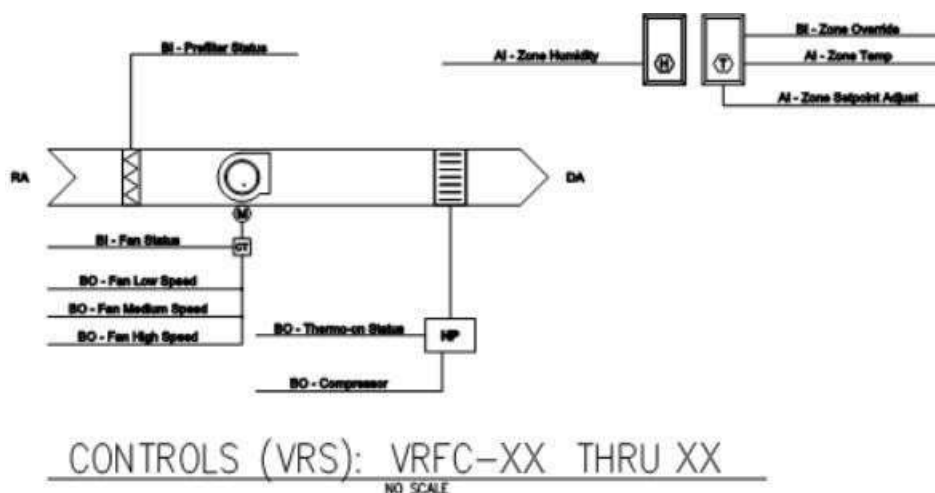 BI - Prefilter Status
BI - Zone Override
AI - Zone Humidity
H
T
AI - Zone Temp
AI - Zone Setpoint Adjust
RA
DA
M
BI - Fan Status
CT
BO - Fan Low Speed
BO - Fan Medium Speed
BO - Fan High Speed
BO - Thermo-on Status
HP
BO - Compressor
CONTROLS (VRS): VRFC-XX THRU XX
NO SCALE